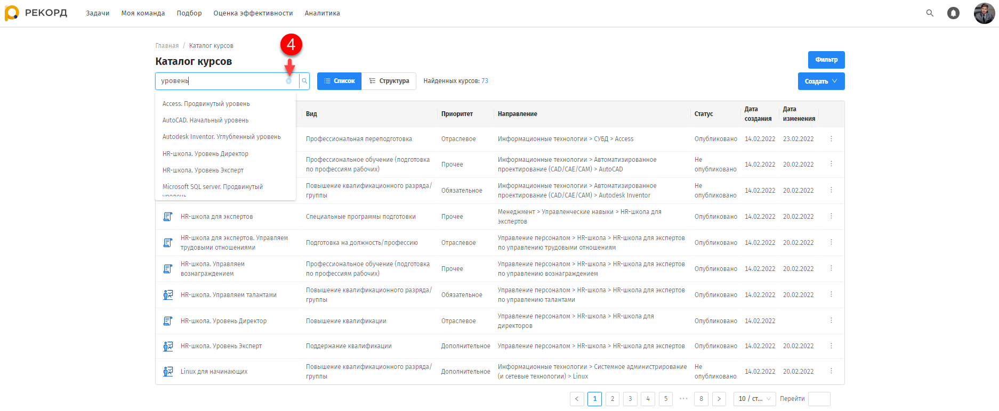 РЕКОРД
Задачи Моя команда Подбор Оценка эффективности Аналитика
Главная / Каталог курсов
4
Каталог курсов
Фильтр
уровень
Список Структура Найденных курсов: 73
Создать
Access. Продвинутый уровень
AutoCAD. Начальный уровень
Autodesk Inventor. Углубленный уровень
HR-школа. Уровень Директор
HR-школа. Уровень Эксперт
Microsoft SQL server. Продвинутый
уровень
Вид Приоритет Направление Статус Дата создания Дата изменения
Профессиональная переподготовка Отраслевое Информационные технологии > СУБД > Access Опубликовано 14.02.2022 23.02.2022
Профессиональное обучение (подготовка
по профессиям рабочих) Прочее Информационные технологии > Автоматизированное
проектирование (CAD/CAE/CAM) > AutoCAD Не
опубликовано 14.02.2022 20.02.2022
Повышение квалификационного разряда/
группы Обязательное Информационные технологии > Автоматизированное
проектирование (CAD/CAE/CAM) > Autodesk Inventor Не
опубликовано 14.02.2022 20.02.2022
HR-школа для экспертов Специальные программы подготовки Прочее Менеджмент > Управленческие навыки > HR-школа для
экспертов Опубликовано 14.02.2022 20.02.2022
HR-школа для экспертов. Управляем
трудовыми отношениями Подготовка на должность/профессию Отраслевое Управление персоналом > HR-школа > HR-школа для экспертов
по управлению трудовыми отношениям Опубликовано 14.02.2022 20.02.2022
HR-школа. Управляем
вознаграждением Профессиональное обучение (подготовка
по профессиям рабочих) Прочее Управление персоналом > HR-школа > HR-школа для экспертов
по управлению вознаграждением Опубликовано 14.02.2022 20.02.2022
HR-школа. Управляем талантами Повышение квалификационного разряда/
группы Обязательное Управление персоналом > HR-школа > HR-школа для экспертов
по управлению талантами Опубликовано 14.02.2022 20.02.2022
HR-школа. Уровень Директор Повышение квалификации Отраслевое Управление персоналом > HR-школа > HR-школа для
директоров Опубликовано 14.02.2022
HR-школа. Уровень Эксперт Поддержание квалификации Дополнительное Управление персоналом > HR-школа > HR-школа для экспертов Опубликовано 14.02.2022 20.02.2022
Linux для начинающих Повышение квалификационного разряда/
группы Дополнительное Информационные технологии > Системное администрирование
(и сетевые технологии) > Linux Не
опубликовано 14.02.2022 20.02.2022
< 1 2 3 4 5 ••• 8 > 10 / ст... Перейти